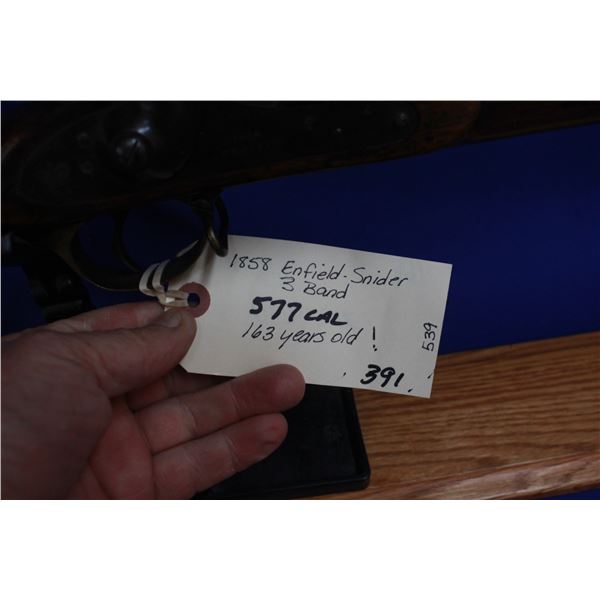 1858 Enfield-Snider
3 Band
577 CAL
163 years old !
391
539